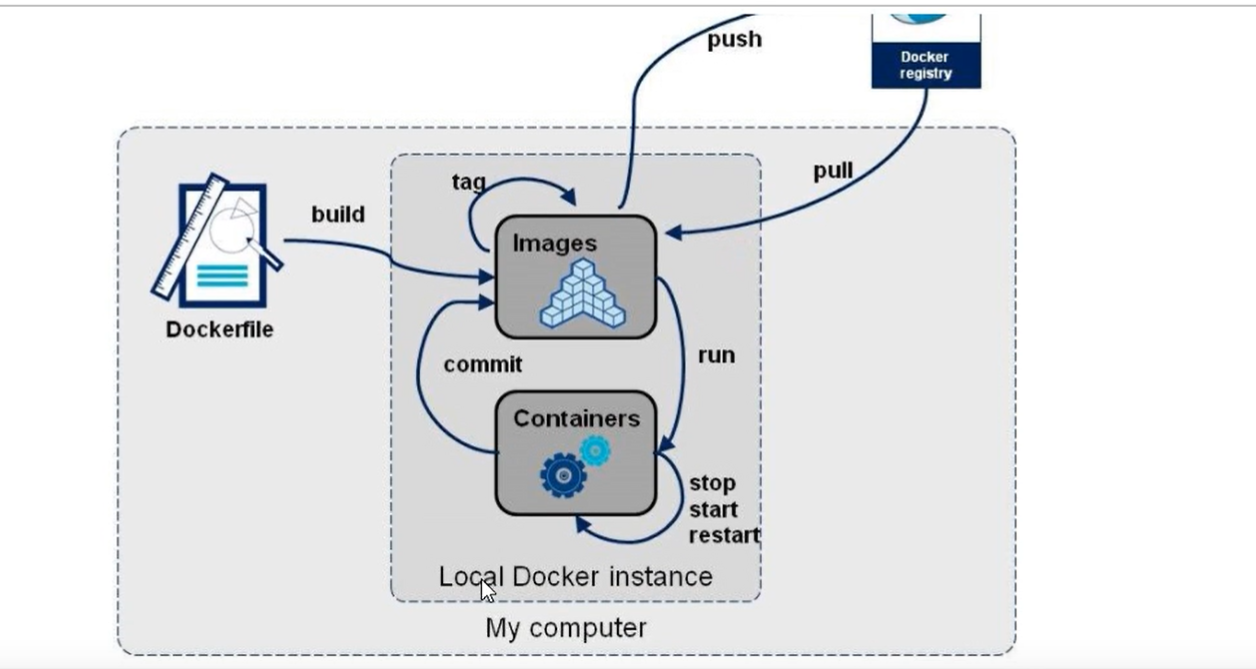 push
Docker
registry
pull
tag
build
Images
Dockerfile
run
commit
Containers
stop
start
restart
Local Docker instance
My computer